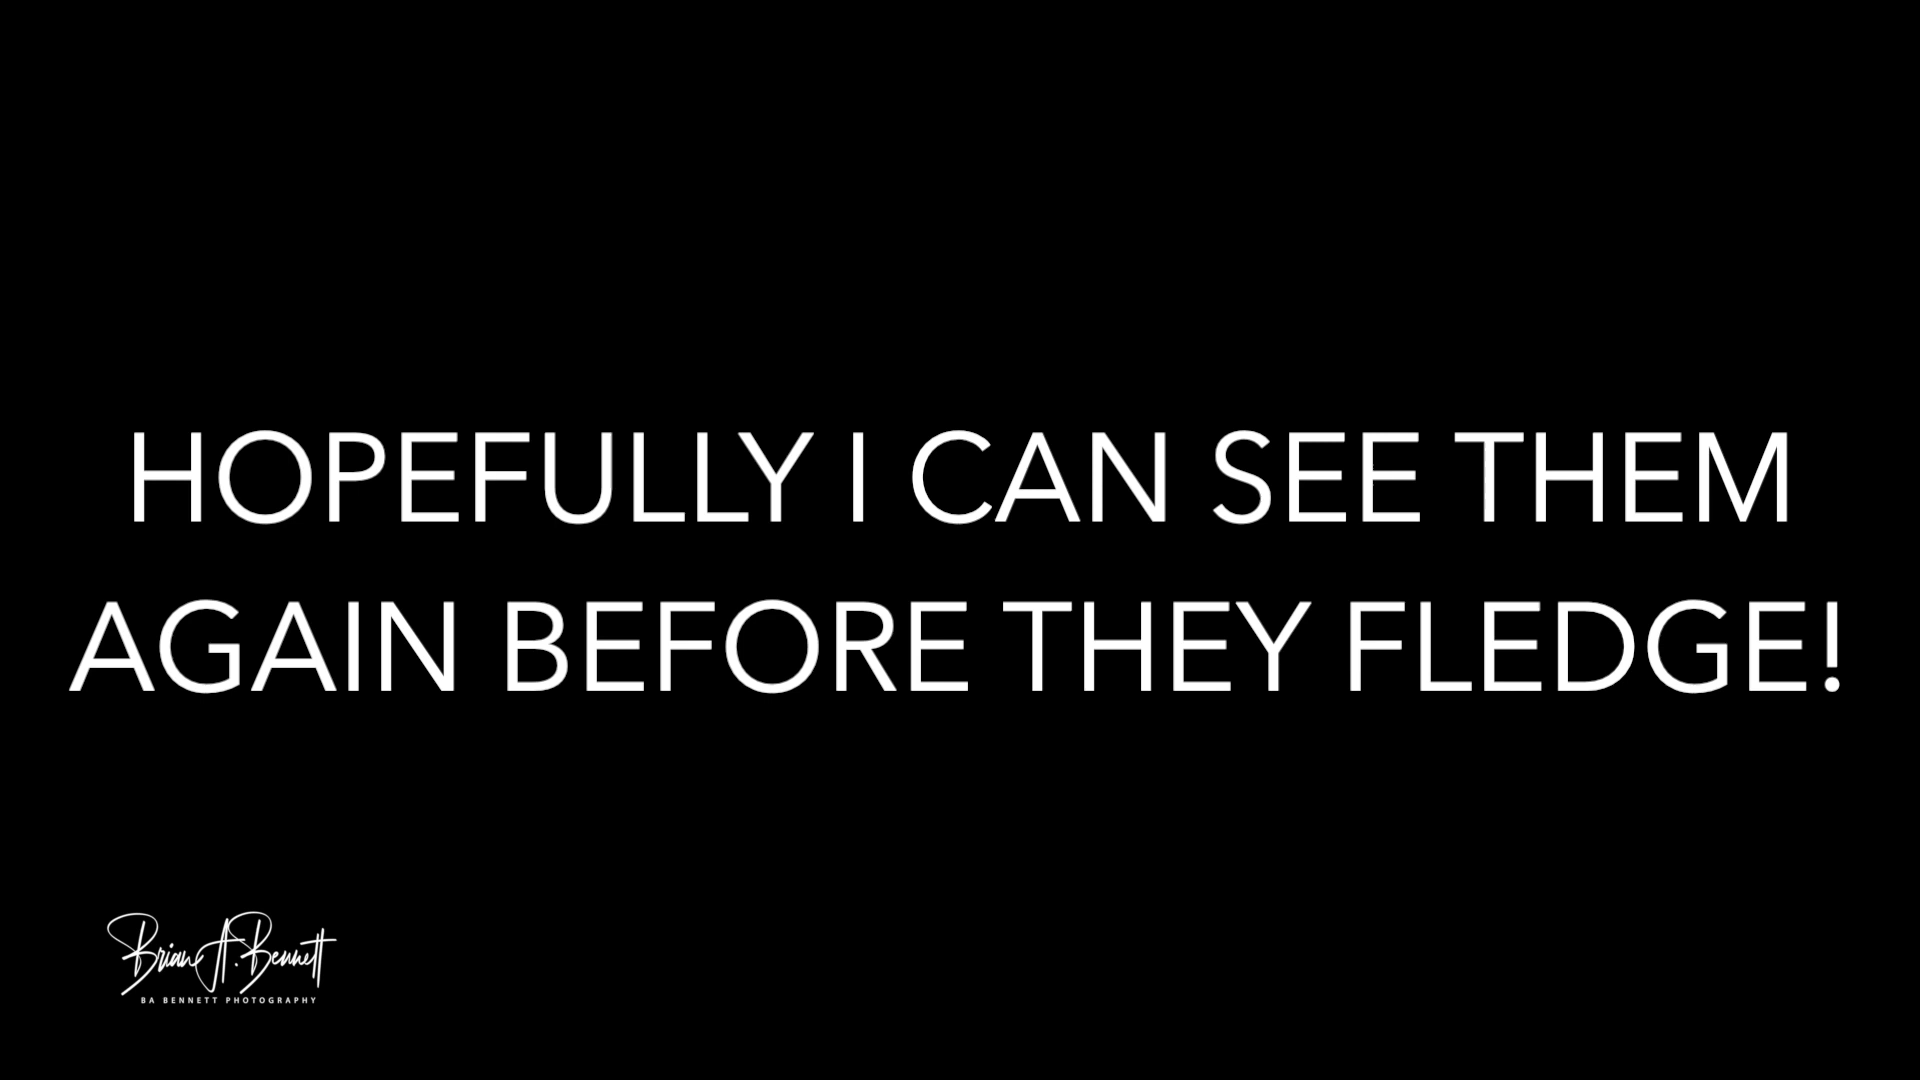 HOPEFULLY I CAN SEE THEM
AGAIN BEFORE THEY FLEDGE!
Brian A. Bennett
BA BENNETT PHOTOGRAPHY